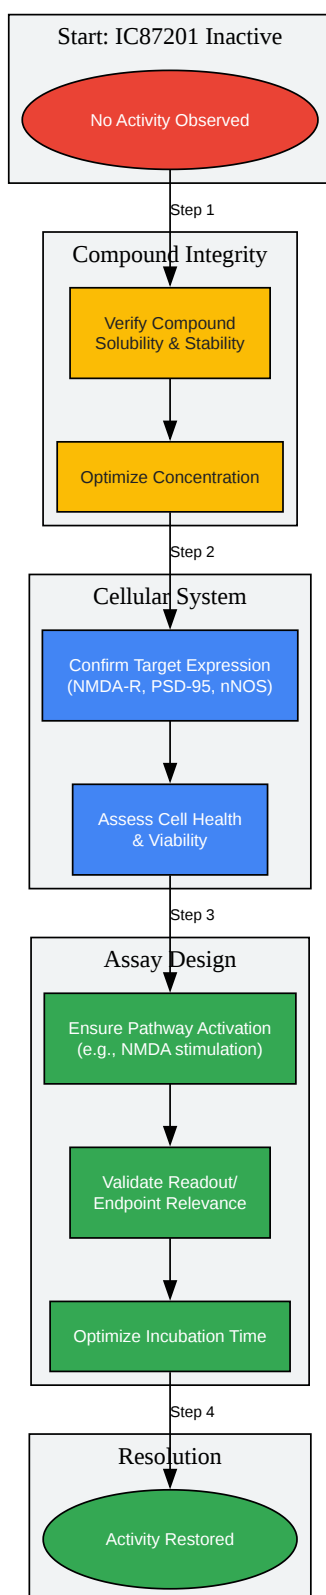 Start: IC87201 Inactive
No Activity Observed
Step 1
Compound Integrity
Verify Compound
Solubility & Stability
Optimize Concentration
Step 2
Cellular System
Confirm Target Expression
(NMDA-R, PSD-95, nNOS)
Assess Cell Health
& Viability
Step 3
Assay Design
Ensure Pathway Activation
(e.g., NMDA stimulation)
Validate Readout/
Endpoint Relevance
Optimize Incubation Time
Step 4
Resolution
Activity Restored